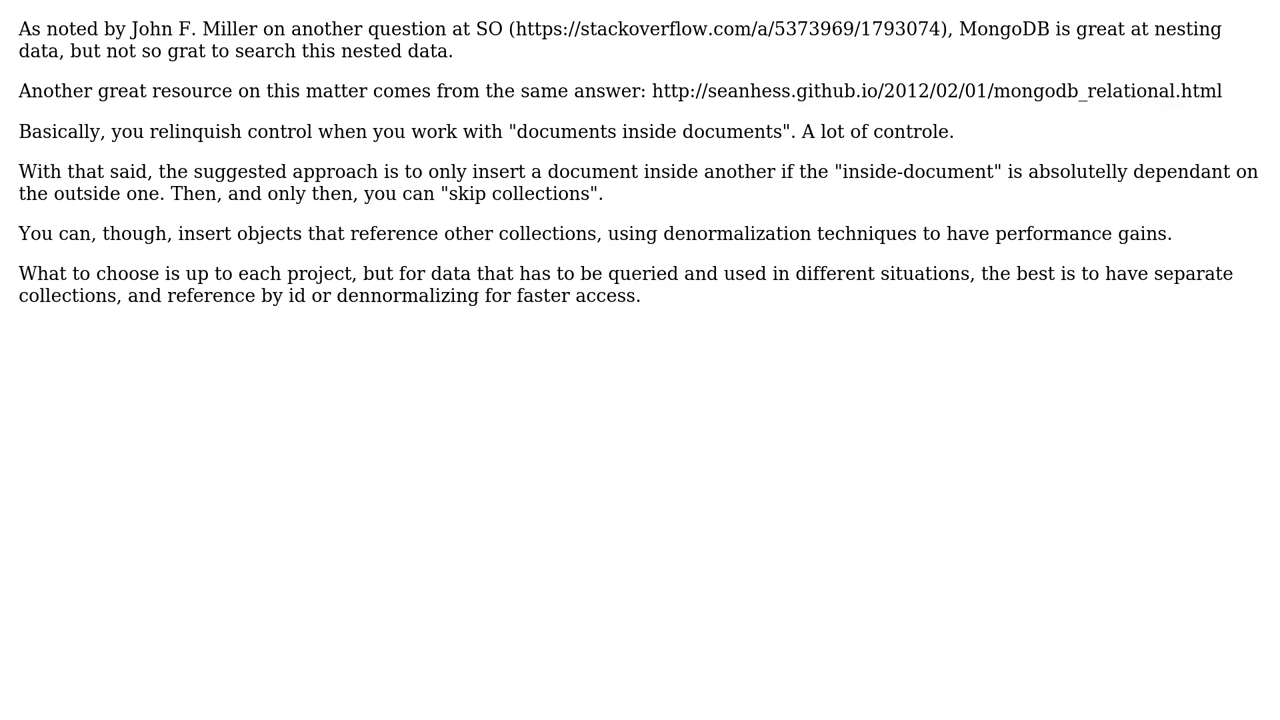 As noted by John F. Miller on another question at SO (https://stackoverflow.com/a/5373969/1793074), MongoDB is great at nesting
data, but not so grat to search this nested data.
Another great resource on this matter comes from the same answer: http://seanhess.github.io/2012/02/01/mongodb_relational.html
Basically, you relinquish control when you work with "documents inside documents". A lot of controle.
With that said, the suggested approach is to only insert a document inside another if the "inside-document" is absolutelly dependant on
the outside one. Then, and only then, you can "skip collections".
You can, though, insert objects that reference other collections, using denormalization techniques to have performance gains.
What to choose is up to each project, but for data that has to be queried and used in different situations, the best is to have separate
collections, and reference by id or dennormalizing for faster access.